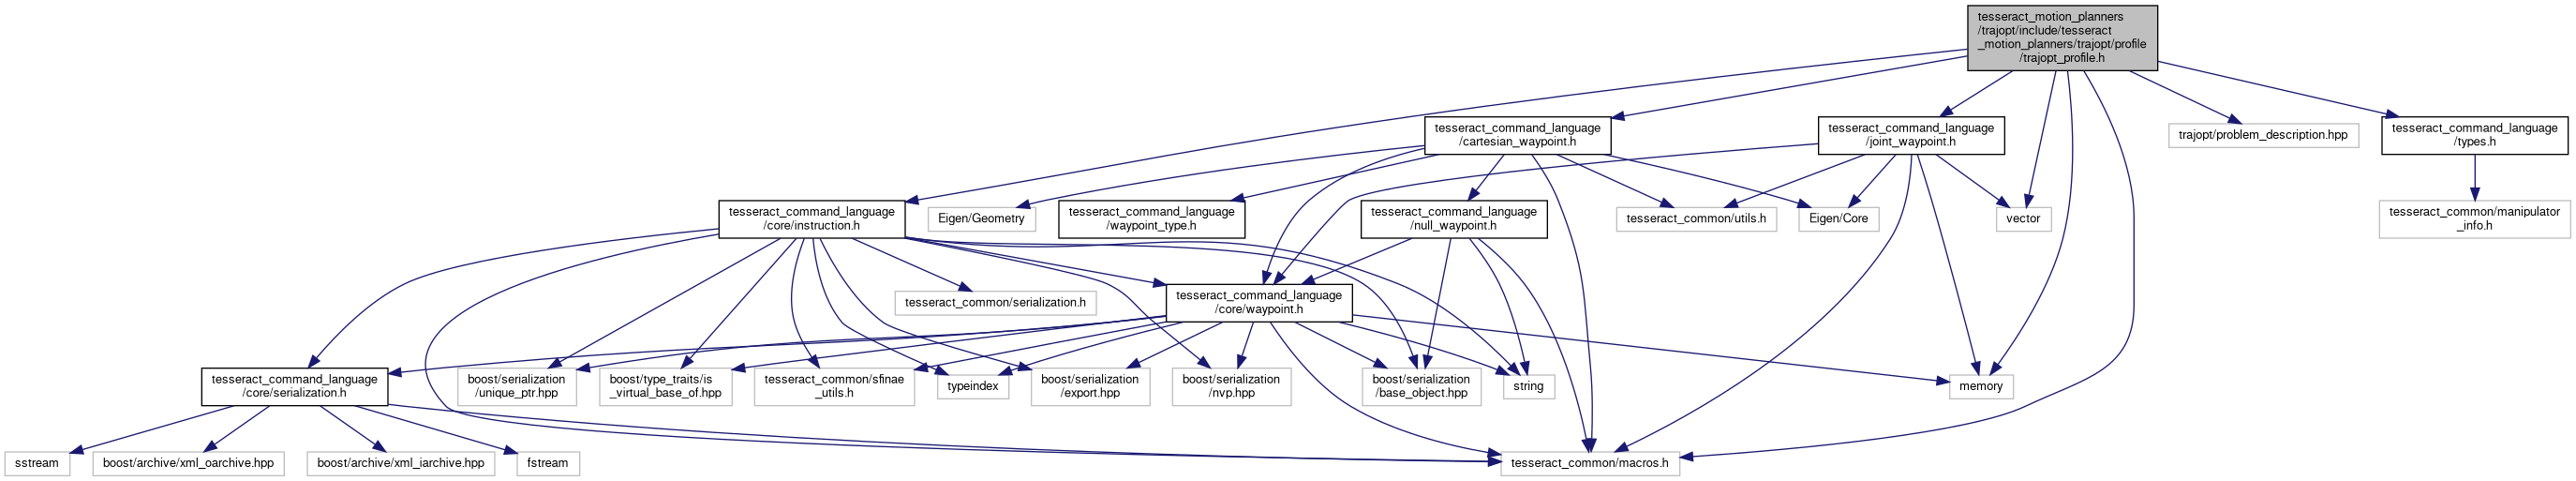 tesseract_motion_planners
/trajopt/include/tesseract
_motion_planners/trajopt/profile
/trajopt_profile.h
tesseract_command_language
/cartesian_waypoint.h
tesseract_command_language
/joint_waypoint.h
trajopt/problem_description.hpp
tesseract_command_language
/types.h
tesseract_command_language
/core/instruction.h
Eigen/Geometry
tesseract_command_language
/waypoint_type.h
tesseract_command_language
/null_waypoint.h
tesseract_common/utils.h
Eigen/Core
vector
tesseract_common/manipulator
_info.h
tesseract_common/serialization.h
tesseract_command_language
/core/waypoint.h
tesseract_command_language
/core/serialization.h
boost/serialization
/unique_ptr.hpp
boost/type_traits/is
_virtual_base_of.hpp
tesseract_common/sfinae
_utils.h
typeindex
boost/serialization
/export.hpp
boost/serialization
/nvp.hpp
boost/serialization
/base_object.hpp
string
memory
sstream
boost/archive/xml_oarchive.hpp
boost/archive/xml_iarchive.hpp
fstream
tesseract_common/macros.h